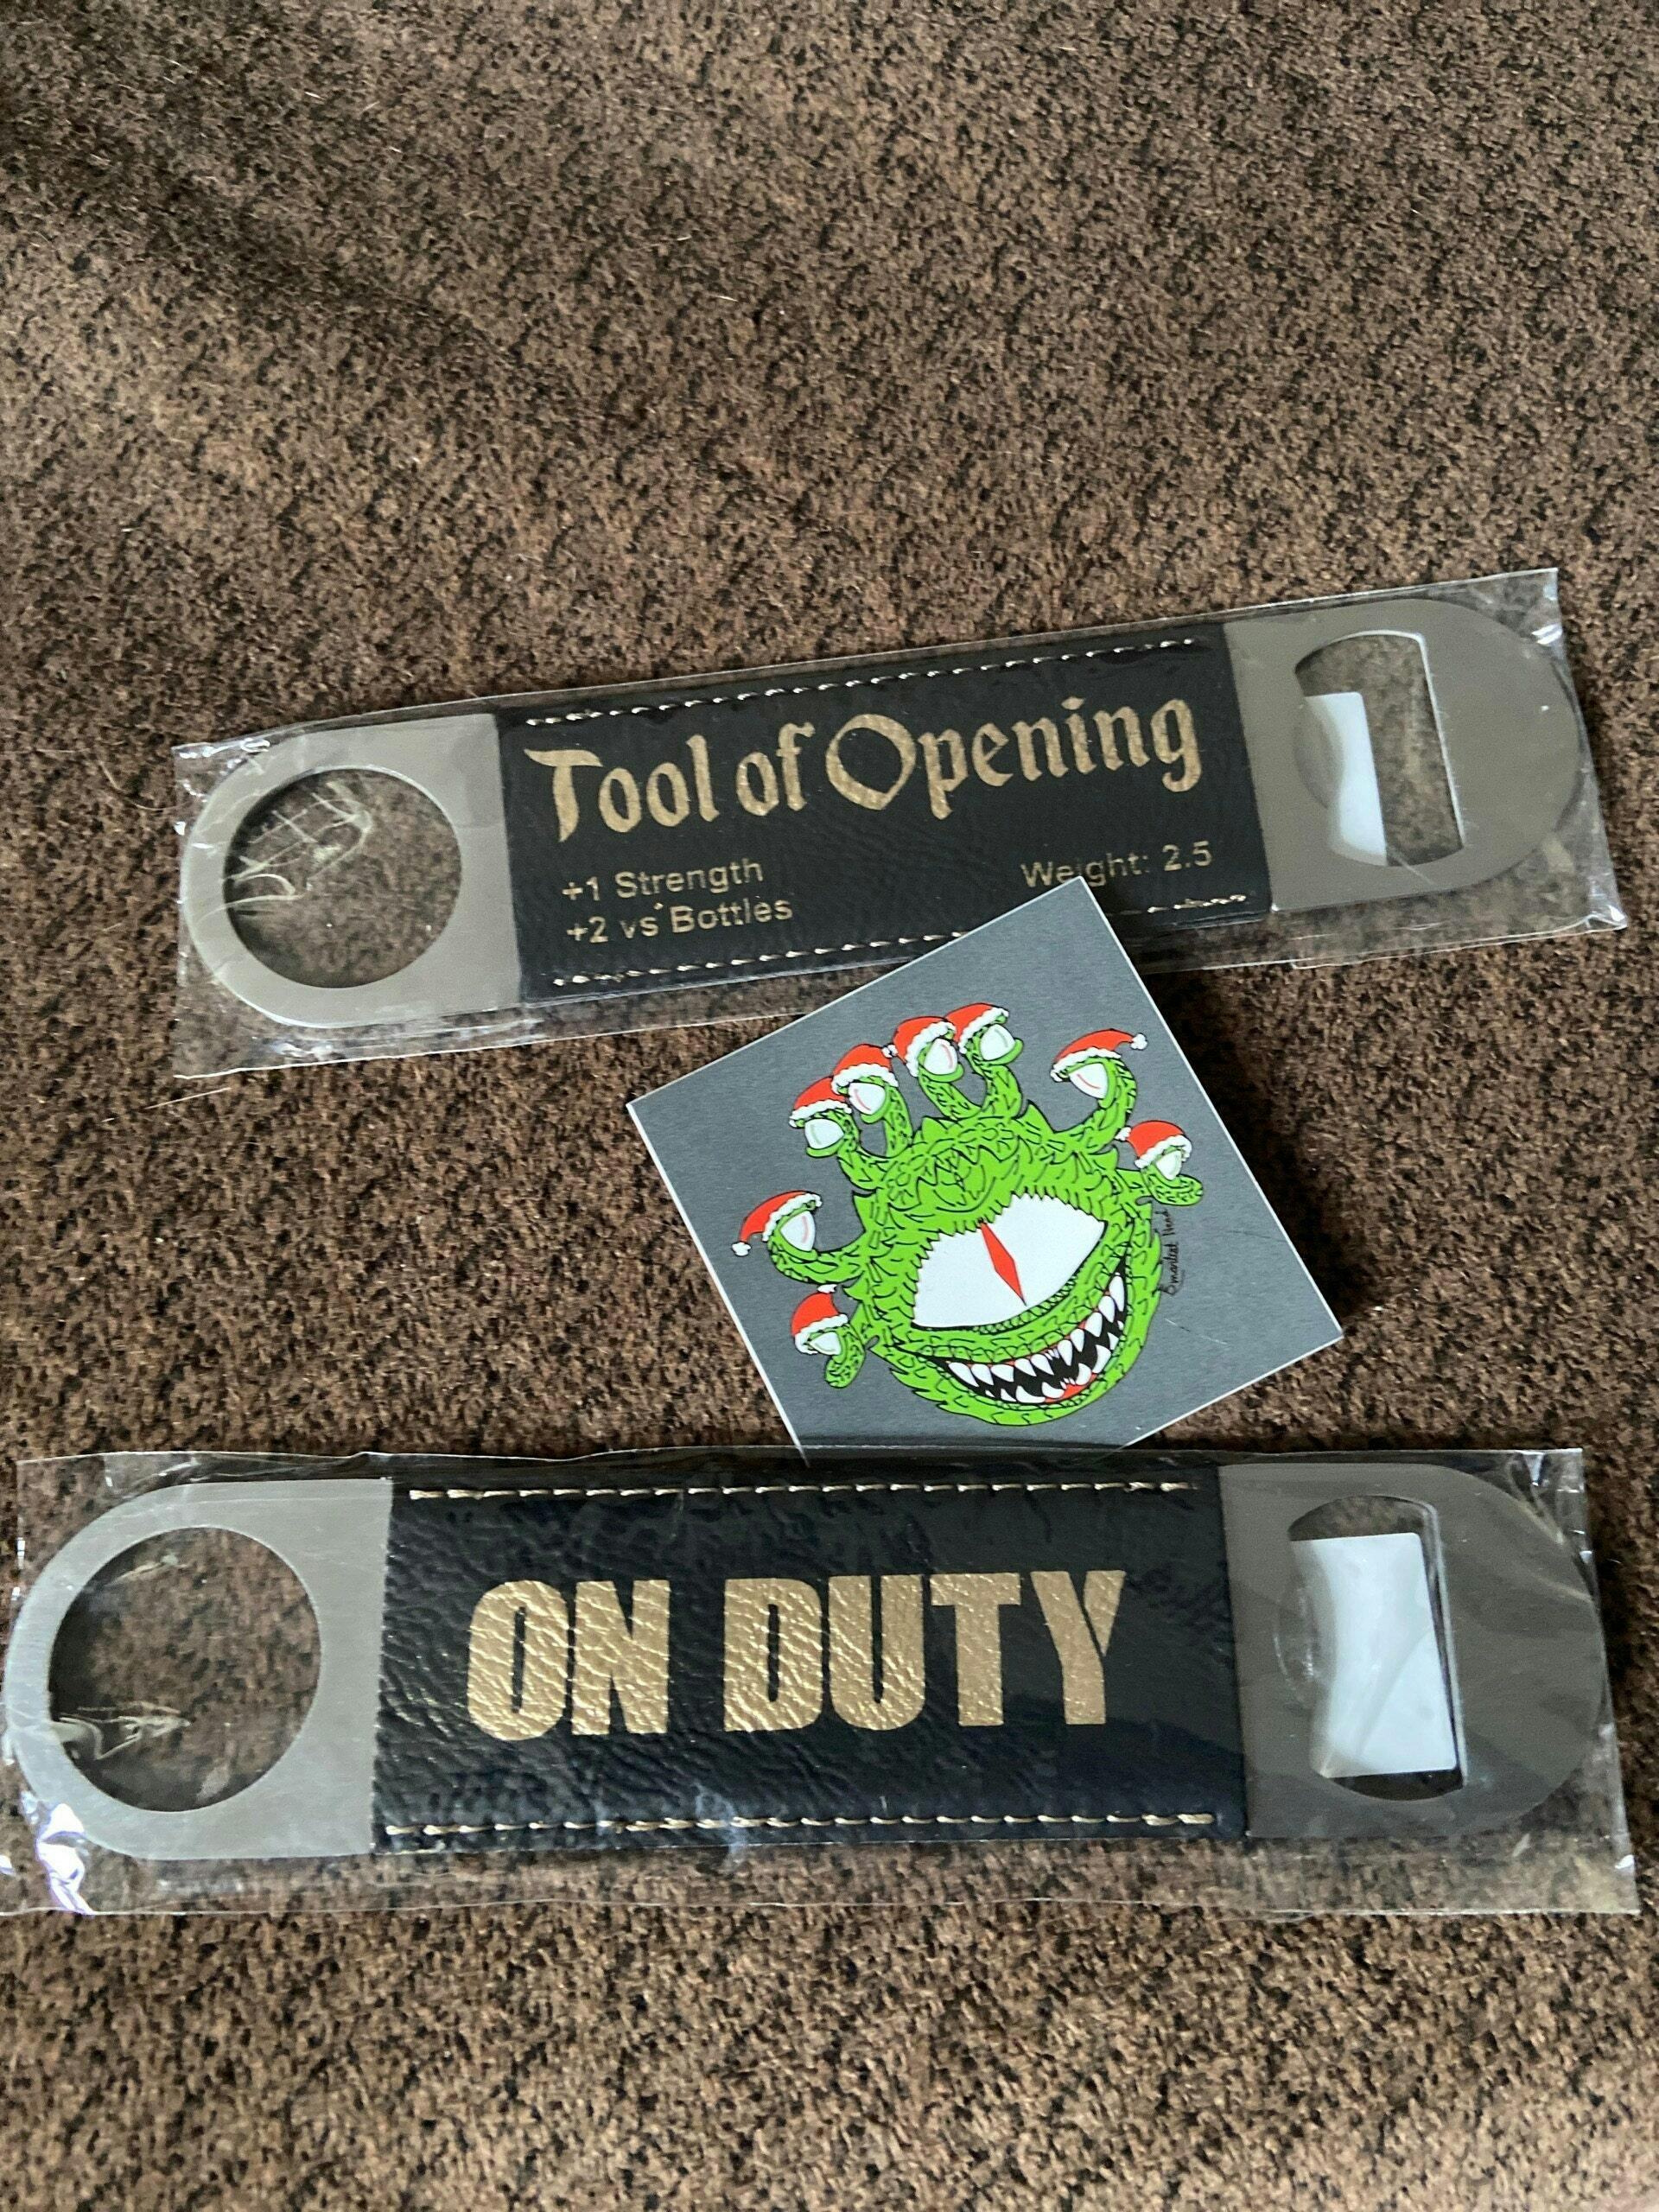 Tool of Opening
+1 Strength
Weight: 2.5
+2 vs Bottles
ON DUTY